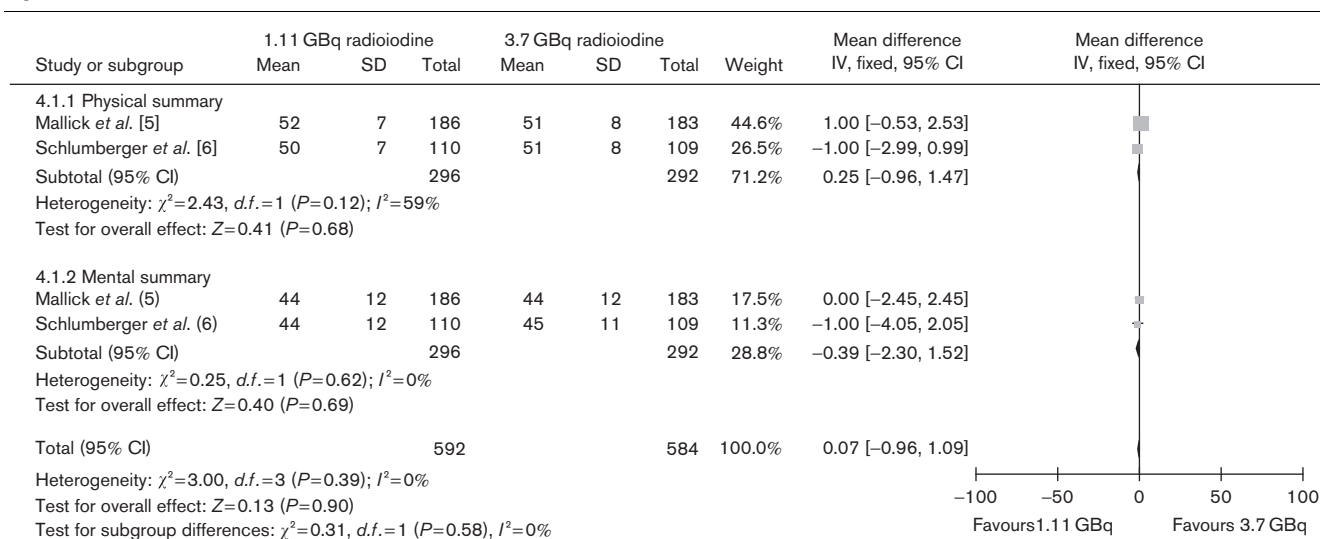 1.11 GBq radioiodine 3.7 GBq radioiodine Mean difference Mean difference
Study or subgroup Mean SD Total Mean SD Total Weight IV, fixed, 95% CI IV, fixed, 95% CI
4.1.1 Physical summary
Mallick et al. [5] 52 7 186 51 8 183 44.6% 1.00 [−0.53, 2.53]
Schlumberger et al. [6] 50 7 110 51 8 109 26.5% −1.00 [−2.99, 0.99]
Subtotal (95% CI) 296 292 71.2% 0.25 [−0.96, 1.47]
Heterogeneity: χ²=2.43, d.f.=1 (P=0.12); I²=59%
Test for overall effect: Z=0.41 (P=0.68)
4.1.2 Mental summary
Mallick et al. (5) 44 12 186 44 12 183 17.5% 0.00 [−2.45, 2.45]
Schlumberger et al. (6) 44 12 110 45 11 109 11.3% −1.00 [−4.05, 2.05]
Subtotal (95% CI) 296 292 28.8% −0.39 [−2.30, 1.52]
Heterogeneity: χ²=0.25, d.f.=1 (P=0.62); I²=0%
Test for overall effect: Z=0.40 (P=0.69)
Total (95% CI) 592 584 100.0% 0.07 [−0.96, 1.09]
Heterogeneity: χ²=3.00, d.f.=3 (P=0.39); I²=0%
Test for overall effect: Z=0.13 (P=0.90)
Test for subgroup differences: χ²=0.31, d.f.=1 (P=0.58), I²=0%
−100 −50 0 50 100
Favours1.11 GBq Favours 3.7 GBq